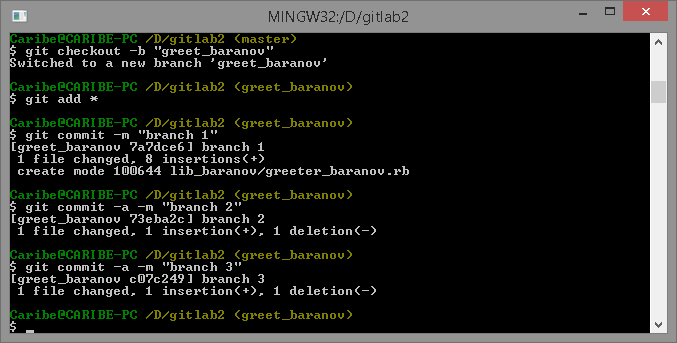 MINGW32:/D/gitlab2
Caribe@CARIBE-PC /D/gitlab2 (master)
$ git checkout -b "greet_baranov"
Switched to a new branch 'greet_baranov'
Caribe@CARIBE-PC /D/gitlab2 (greet_baranov)
$ git add *
Caribe@CARIBE-PC /D/gitlab2 (greet_baranov)
$ git commit -m "branch 1"
[greet_baranov 7a7dce6] branch 1
 1 file changed, 8 insertions(+)
 create mode 100644 lib_baranov/greeter_baranov.rb
Caribe@CARIBE-PC /D/gitlab2 (greet_baranov)
$ git commit -a -m "branch 2"
[greet_baranov 73eba2c] branch 2
 1 file changed, 1 insertion(+), 1 deletion(-)
Caribe@CARIBE-PC /D/gitlab2 (greet_baranov)
$ git commit -a -m "branch 3"
[greet_baranov c07c249] branch 3
 1 file changed, 1 insertion(+), 1 deletion(-)
Caribe@CARIBE-PC /D/gitlab2 (greet_baranov)
$ _